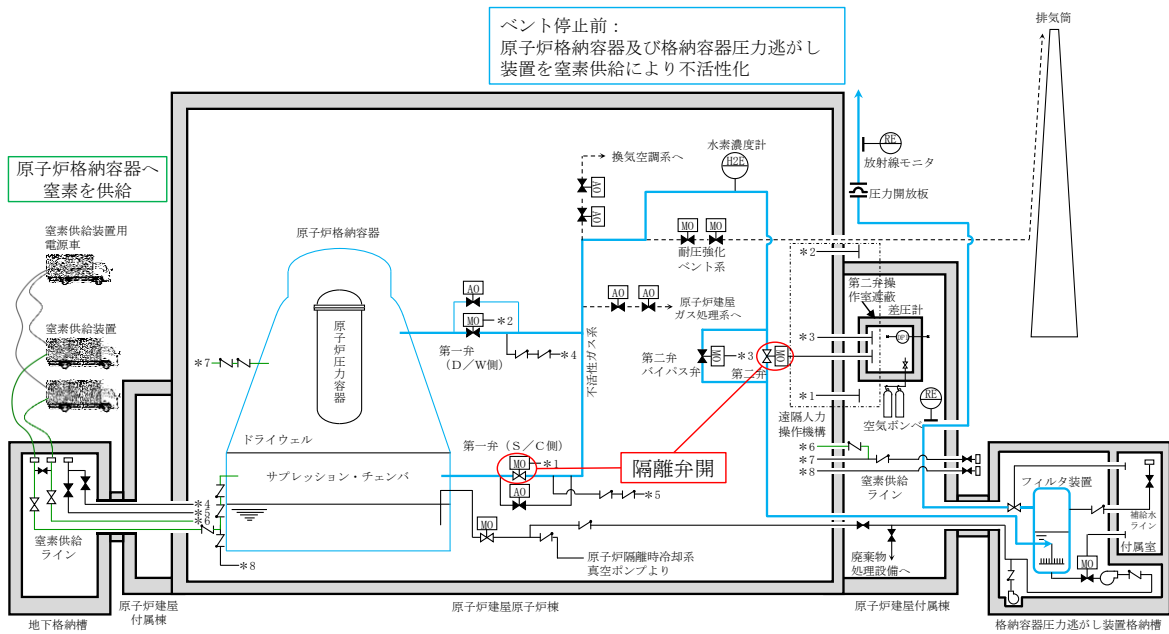 ベント停止前：
原子炉格納容器及び格納容器圧力逃がし
装置を窒素供給により不活性化
排気筒
原子炉格納容器へ
窒素を供給
換気空調系へ
水素濃度計
H2E
RE
放射線モニタ
圧力開放板
AO
AO
窒素供給装置用
電源車
原子炉格納容器
MO
MO
耐圧強化
ベント系
＊2
第二弁操
作室遮蔽
差圧計
AO
AO
AO
原子炉建屋
ガス処理系へ
MO
＊2
窒素供給装置
原子炉圧力容器
＊7
第一弁
（D／W側）
＊4
不活性ガス系
第二弁
バイパス弁
MO
＊3
第二弁
MO
＊3
DPI
＊1
RE
遠隔人力
操作機構
空気ボンベ
ドライウェル
第一弁（S／C側）
MO
＊1
隔離弁開
＊6
＊7
＊8
サプレッション・チェンバ
AO
＊5
窒素供給
ライン
フィルタ装置
＊4
＊5
＊6
補給水
ライン
付属室
窒素供給
ライン
MO
＊8
原子炉隔離時冷却系
真空ポンプより
廃棄物
処理設備へ
MO
原子炉建屋
付属棟
原子炉建屋原子炉棟
原子炉建屋付属棟
地下格納槽
格納容器圧力逃がし装置格納槽